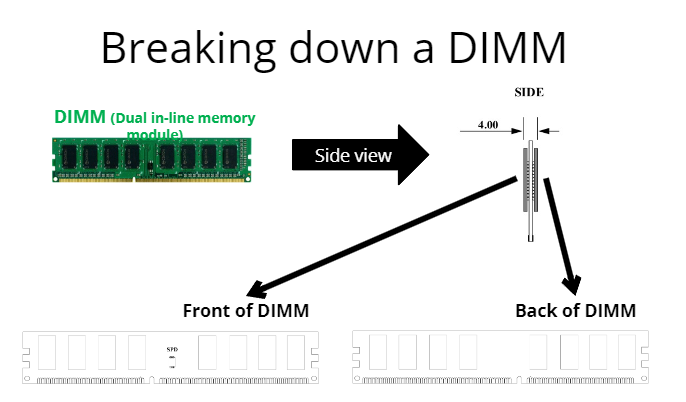 Breaking down a DIMM
SIDE
DIMM (Dual in-line memory
module)
4.00
Side view
Front of DIMM
Back of DIMM
SPD